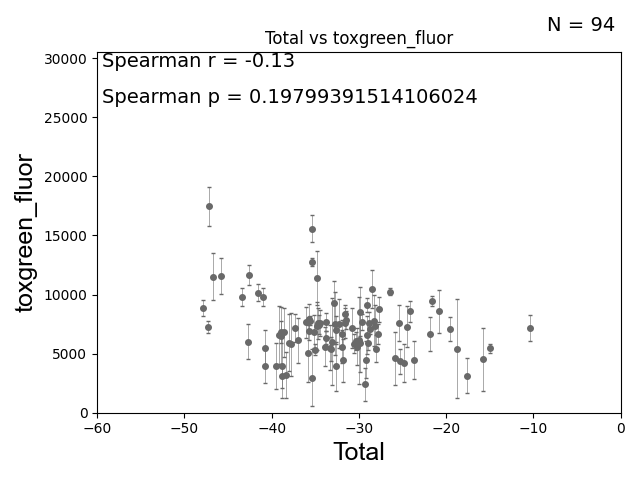 N = 94
Total vs toxgreen_fluor
Spearman r = -0.13
Spearman p = 0.19799391514106024
toxgreen_fluor
30000
25000
20000
15000
10000
5000
0
−60 −50 −40 −30 −20 −10 0
Total